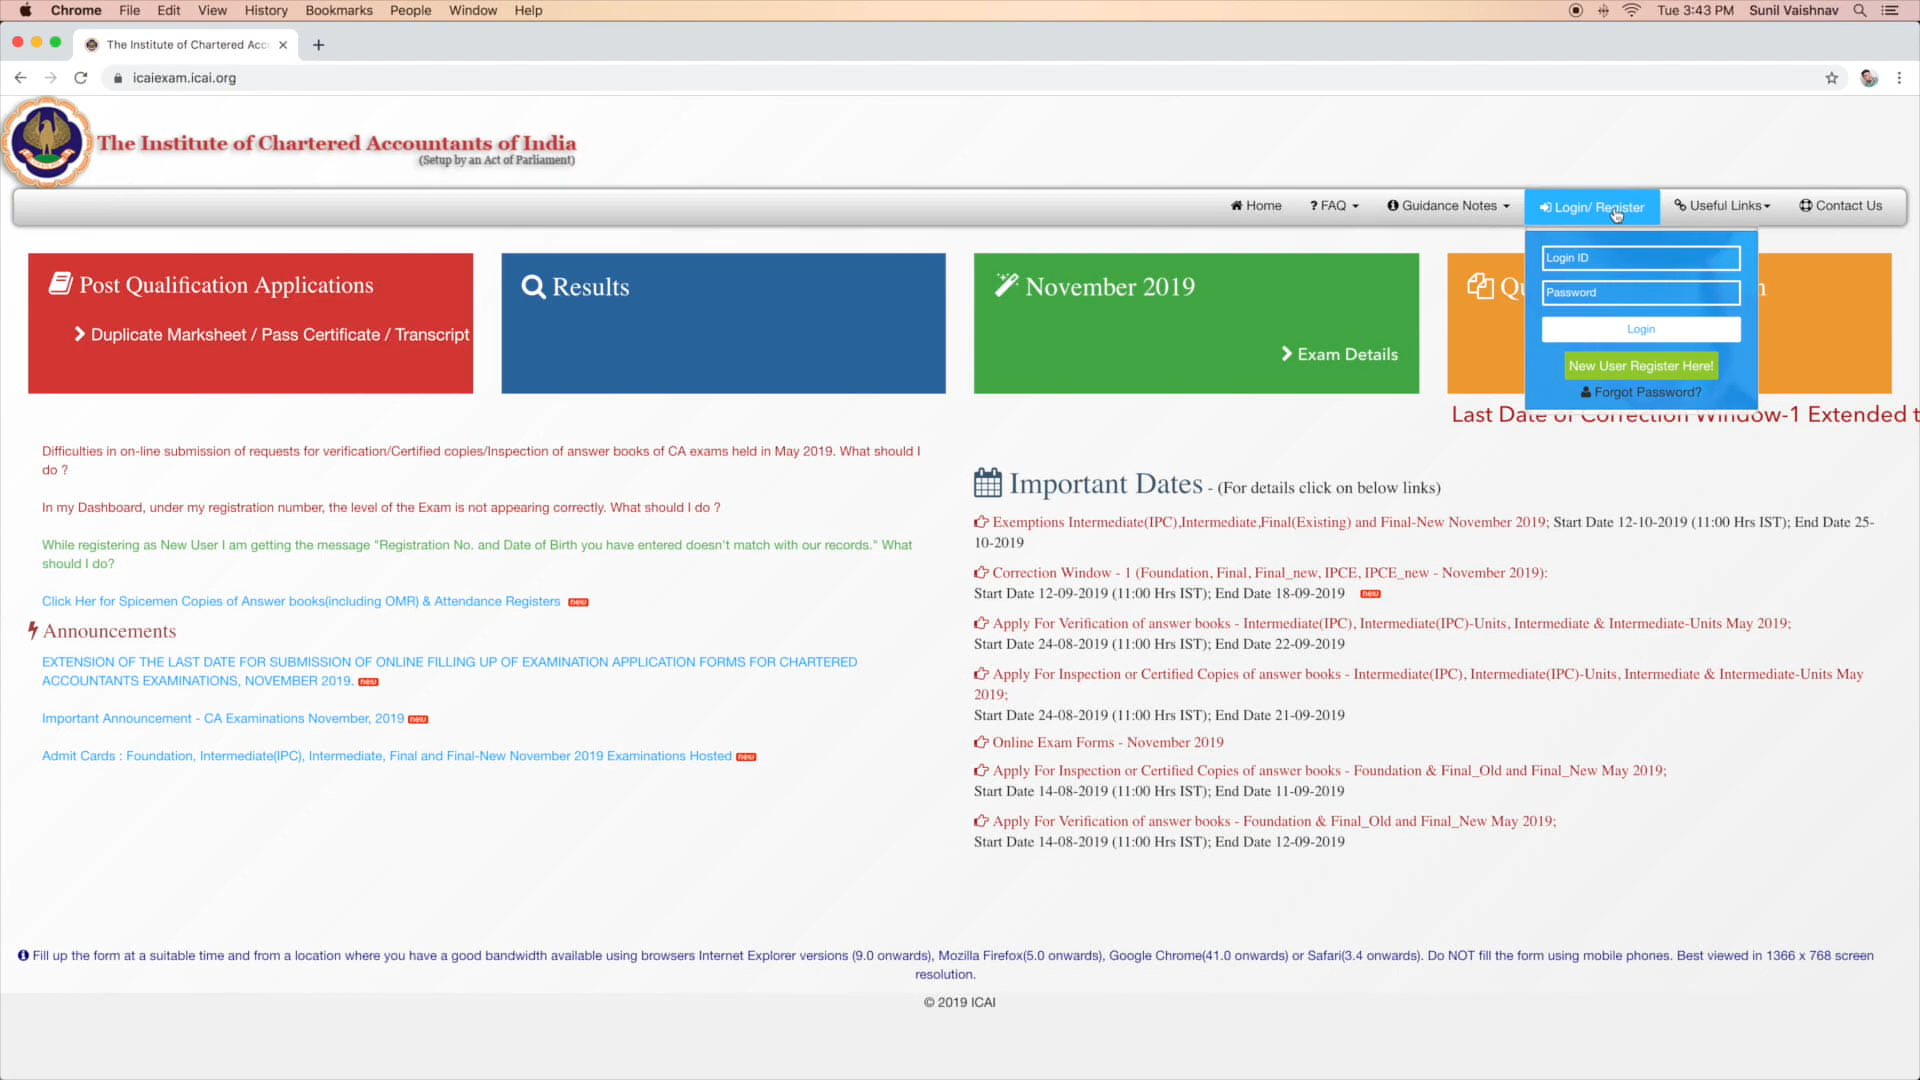 Chrome File Edit View History Bookmarks People Window Help Tue 3:43 PM Sunil Vaishnav
The Institute of Chartered Acc
icaiexam.icai.org
The Institute of Chartered Accountants of India
(Setup by an Act of Parliament)
Home ? FAQ Guidance Notes Login/ Register Useful Links Contact Us
Login ID
Password
Login
New User Register Here!
Forgot Password?
Post Qualification Applications
Duplicate Marksheet / Pass Certificate / Transcript
Results
November 2019
Exam Details
Last Date of Correction Window-1 Extended t
Difficulties in on-line submission of requests for verification/Certified copies/Inspection of answer books of CA exams held in May 2019. What should I
do ?
In my Dashboard, under my registration number, the level of the Exam is not appearing correctly. What should I do ?
While registering as New User I am getting the message "Registration No. and Date of Birth you have entered doesn't match with our records." What
should I do?
Click Her for Spicemen Copies of Answer books(including OMR) & Attendance Registers new
Announcements
EXTENSION OF THE LAST DATE FOR SUBMISSION OF ONLINE FILLING UP OF EXAMINATION APPLICATION FORMS FOR CHARTERED
ACCOUNTANTS EXAMINATIONS, NOVEMBER 2019. new
Important Announcement - CA Examinations November, 2019 new
Admit Cards : Foundation, Intermediate(IPC), Intermediate, Final and Final-New November 2019 Examinations Hosted new
Important Dates - (For details click on below links)
Exemptions Intermediate(IPC),Intermediate,Final(Existing) and Final-New November 2019; Start Date 12-10-2019 (11:00 Hrs IST); End Date 25-
10-2019
Correction Window - 1 (Foundation, Final, Final_new, IPCE, IPCE_new - November 2019):
Start Date 12-09-2019 (11:00 Hrs IST); End Date 18-09-2019 new
Apply For Verification of answer books - Intermediate(IPC), Intermediate(IPC)-Units, Intermediate & Intermediate-Units May 2019;
Start Date 24-08-2019 (11:00 Hrs IST); End Date 22-09-2019
Apply For Inspection or Certified Copies of answer books - Intermediate(IPC), Intermediate(IPC)-Units, Intermediate & Intermediate-Units May
2019;
Start Date 24-08-2019 (11:00 Hrs IST); End Date 21-09-2019
Online Exam Forms - November 2019
Apply For Inspection or Certified Copies of answer books - Foundation & Final_Old and Final_New May 2019;
Start Date 14-08-2019 (11:00 Hrs IST); End Date 11-09-2019
Apply For Verification of answer books - Foundation & Final_Old and Final_New May 2019;
Start Date 14-08-2019 (11:00 Hrs IST); End Date 12-09-2019
Fill up the form at a suitable time and from a location where you have a good bandwidth available using browsers Internet Explorer versions (9.0 onwards), Mozilla Firefox(5.0 onwards), Google Chrome(41.0 onwards) or Safari(3.4 onwards). Do NOT fill the form using mobile phones. Best viewed in 1366 x 768 screen
resolution.
© 2019 ICAI